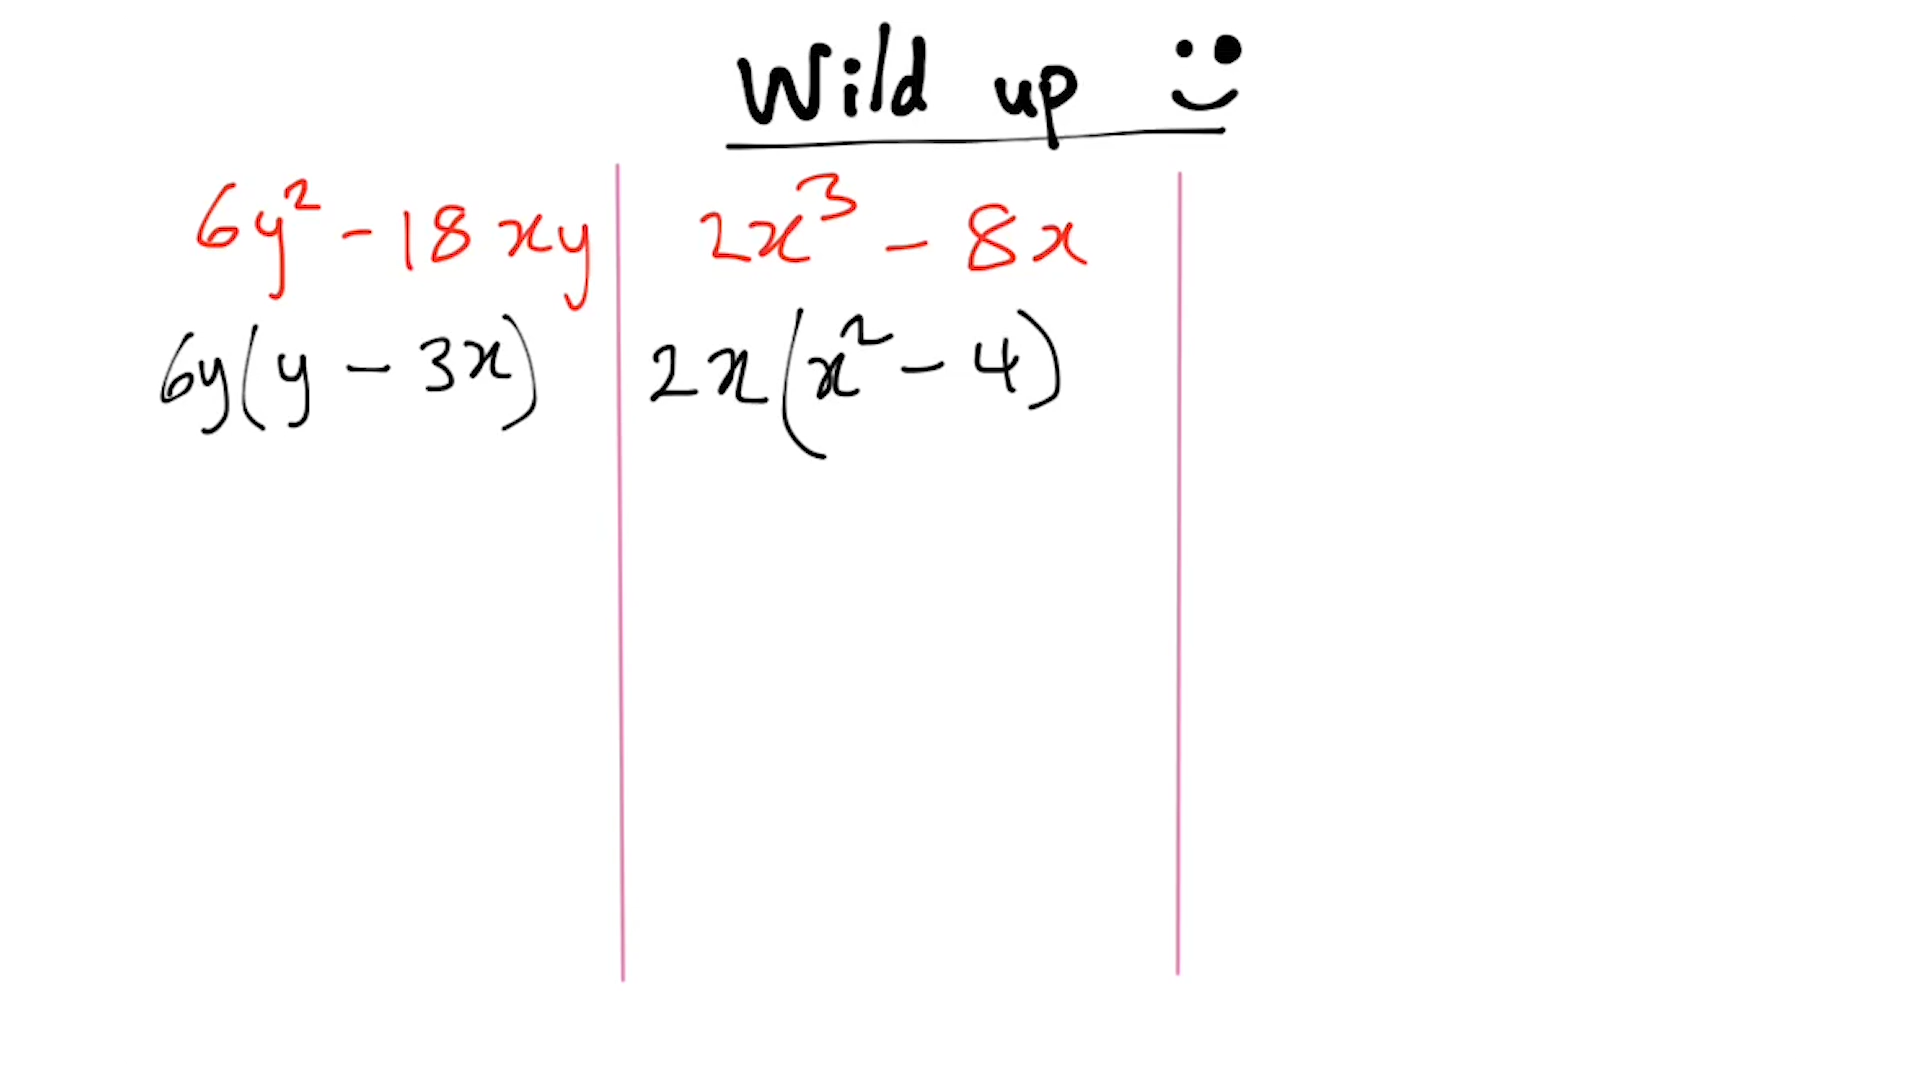 Wild up
6y² - 18xy
6y(y - 3x)
2x³ - 8x
2x(x² - 4)